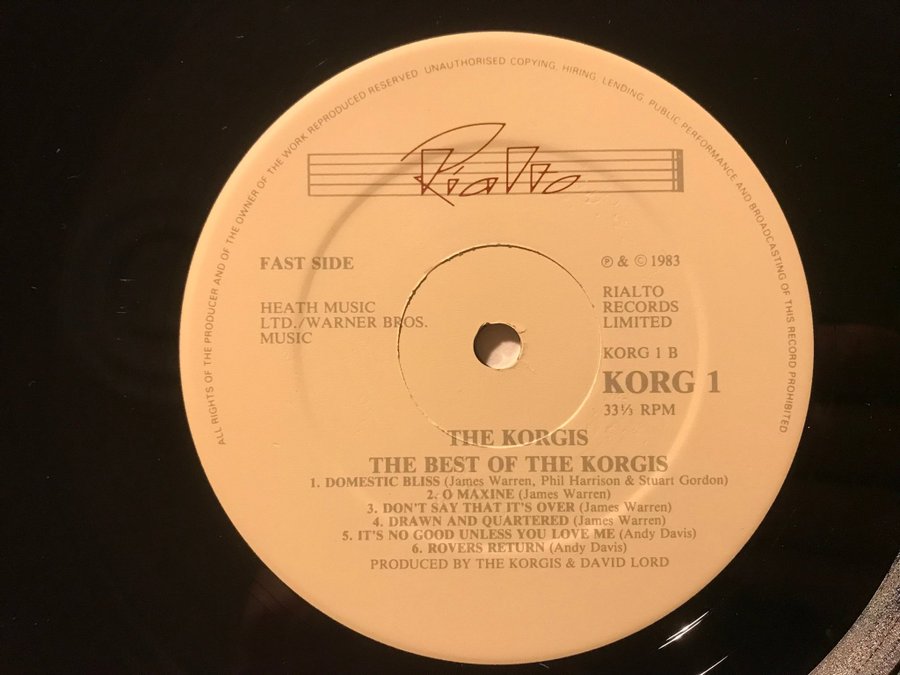 ALL RIGHTS OF THE PRODUCER AND OF THE OWNER OF THE WORK REPRODUCED RESERVED. UNAUTHORISED COPYING, HIRING, LENDING, PUBLIC PERFORMANCE AND BROADCASTING OF THIS RECORD PROHIBITED
Rialto
FAST SIDE
HEATH MUSIC
LTD./WARNER BROS.
MUSIC
℗ & © 1983
RIALTO
RECORDS
LIMITED
KORG 1 B
KORG 1
33⅓ RPM
THE KORGIS
THE BEST OF THE KORGIS
1. DOMESTIC BLISS (James Warren, Phil Harrison & Stuart Gordon)
2. O MAXINE (James Warren)
3. DON'T SAY THAT IT'S OVER (James Warren)
4. DRAWN AND QUARTERED (James Warren)
5. IT'S NO GOOD UNLESS YOU LOVE ME (Andy Davis)
6. ROVERS RETURN (Andy Davis)
PRODUCED BY THE KORGIS & DAVID LORD